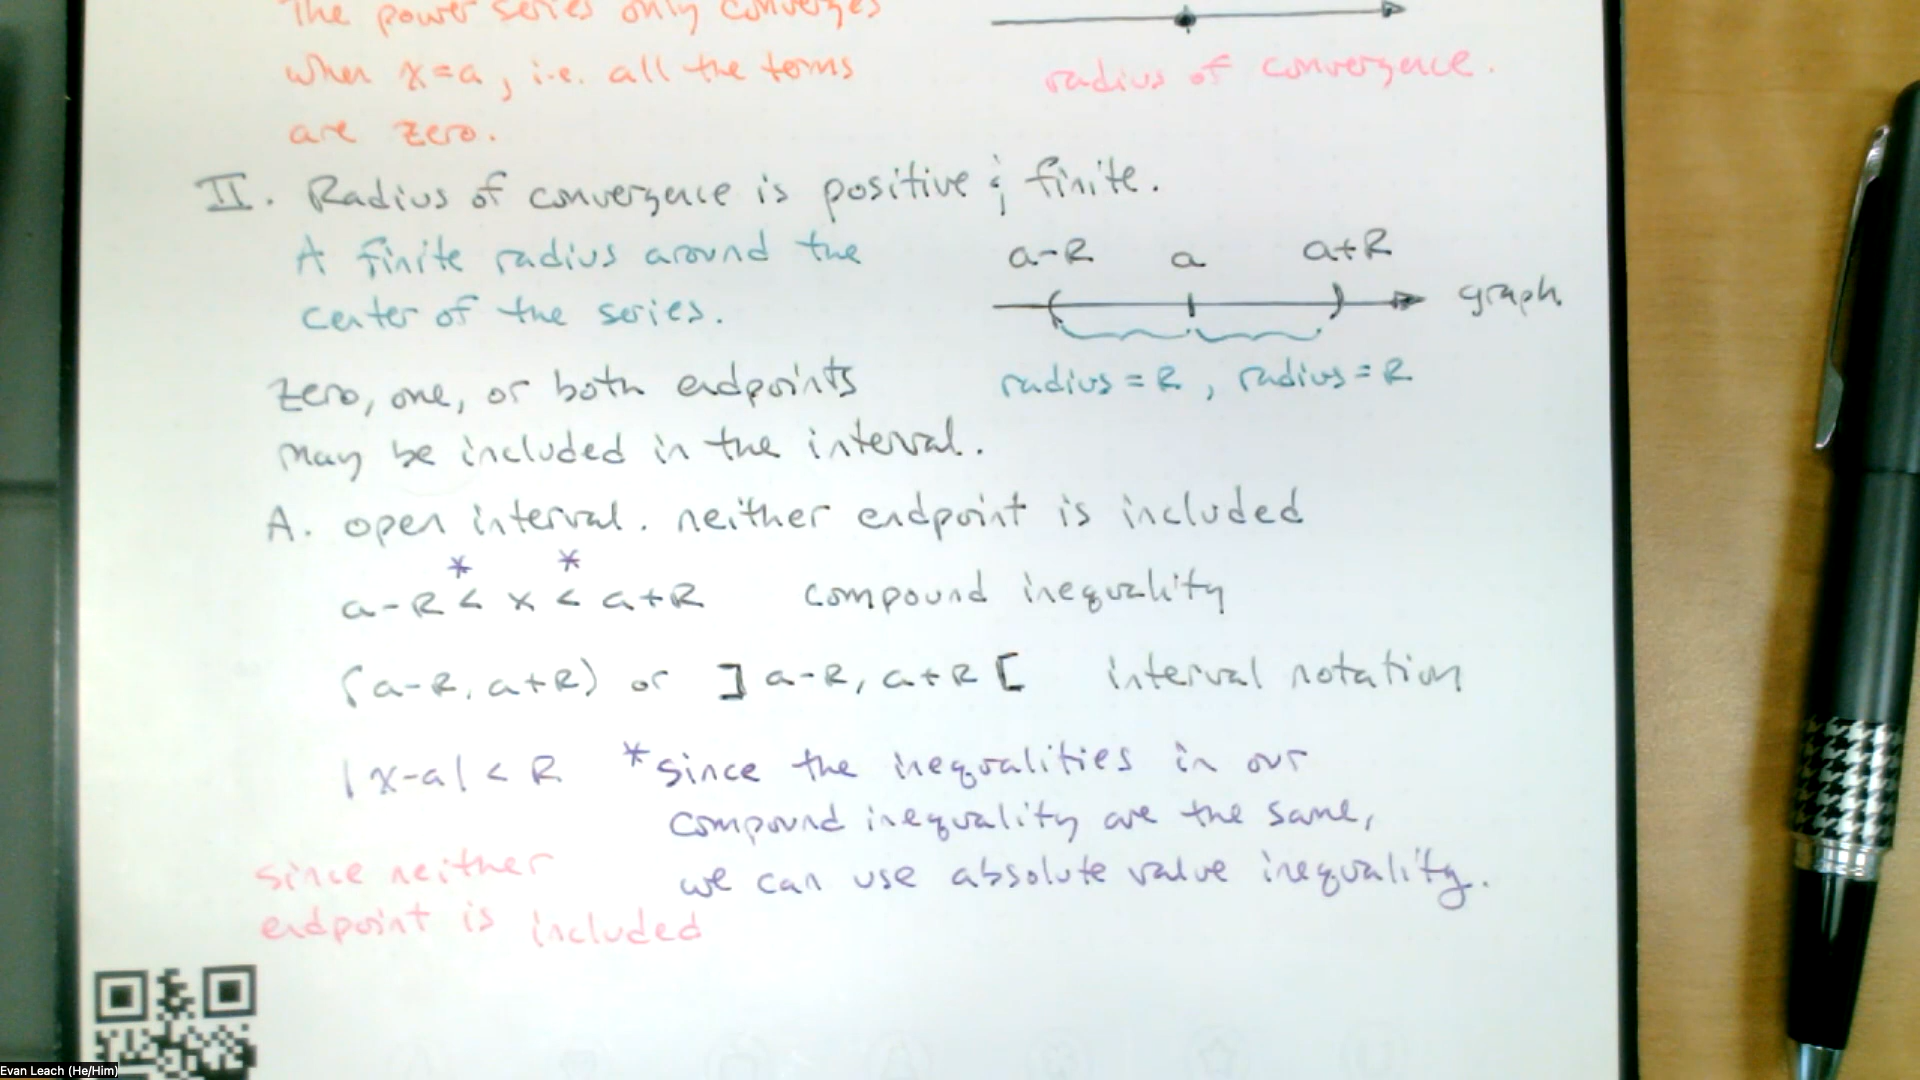 The power series only converges
when x=a, i.e. all the terms
are zero.
radius of convergence.
II. Radius of convergence is positive & finite.
A finite radius around the
center of the series.
a-R a a+R
graph
radius = R, radius = R
zero, one, or both endpoints
may be included in the interval.
A. open interval. neither endpoint is included
* *
a-R < x < a+R compound inequality
(a-R, a+R) or ]a-R, a+R[ interval notation
|x-a| < R *since the inequalities in our
compound inequality are the same,
we can use absolute value inequality.
since neither
endpoint is included
Evan Leach (He/Him)